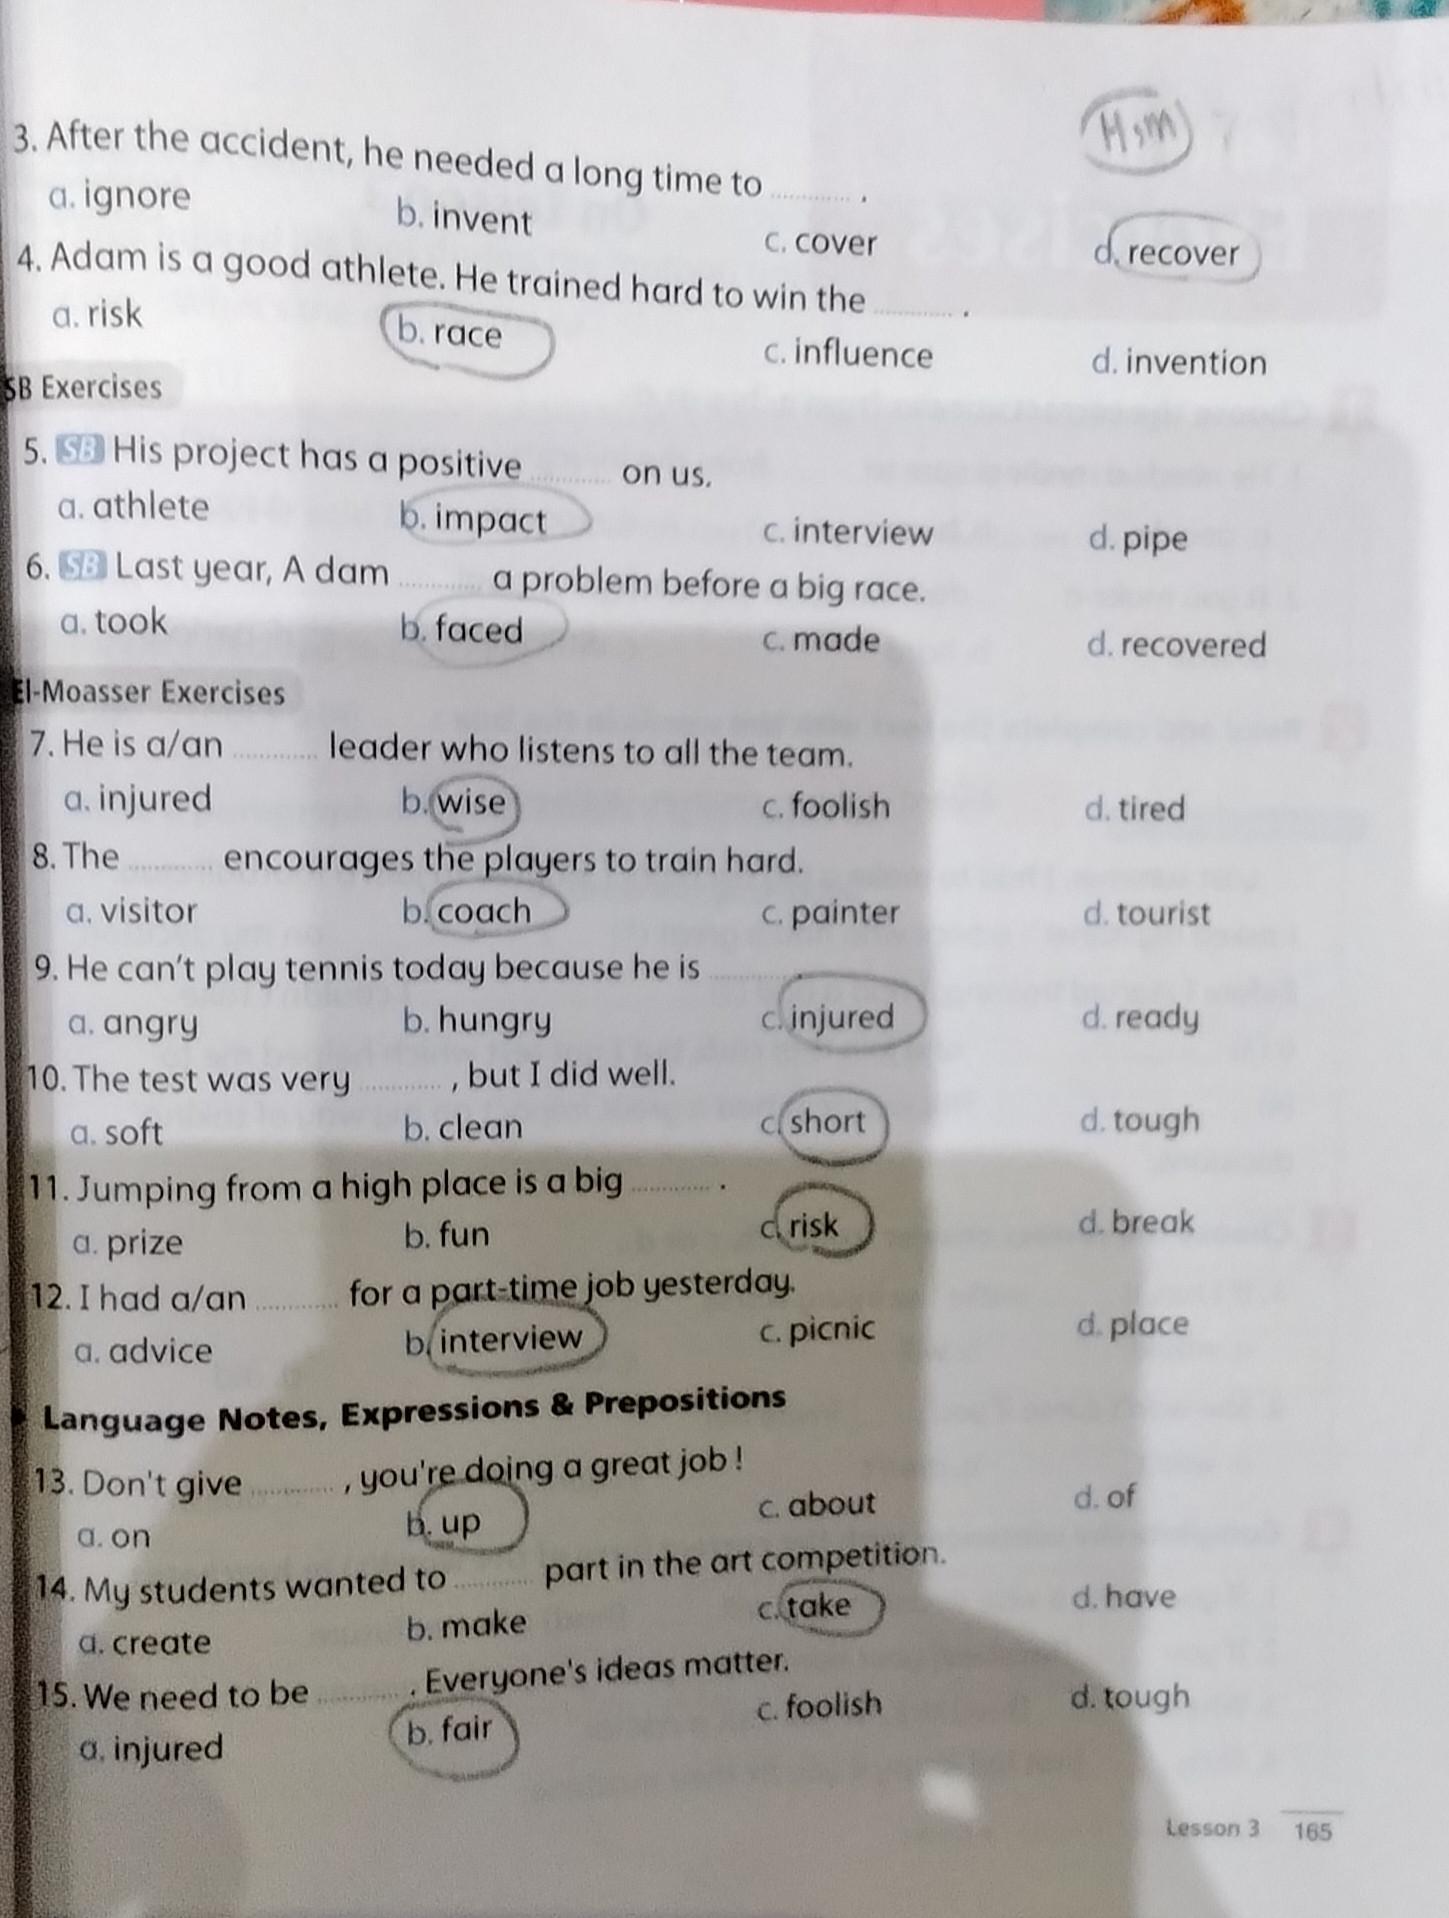 Hsm
3. After the accident, he needed a long time to ............ .
a. ignore b. invent c. cover d. recover
4. Adam is a good athlete. He trained hard to win the ............ .
a. risk b. race c. influence d. invention
SB Exercises
5. SB His project has a positive ............ on us.
a. athlete b. impact c. interview d. pipe
6. SB Last year, A dam ............ a problem before a big race.
a. took b. faced c. made d. recovered
El-Moasser Exercises
7. He is a/an ............ leader who listens to all the team.
a. injured b. wise c. foolish d. tired
8. The ............ encourages the players to train hard.
a. visitor b. coach c. painter d. tourist
9. He can't play tennis today because he is ............ .
a. angry b. hungry c. injured d. ready
10. The test was very ............ , but I did well.
a. soft b. clean c. short d. tough
11. Jumping from a high place is a big ............ .
a. prize b. fun c. risk d. break
12. I had a/an ............ for a part-time job yesterday.
a. advice b. interview c. picnic d. place
Language Notes, Expressions & Prepositions
13. Don't give ............ , you're doing a great job !
a. on b. up c. about d. of
14. My students wanted to ............ part in the art competition.
a. create b. make c. take d. have
15. We need to be ............ . Everyone's ideas matter.
a. injured b. fair c. foolish d. tough
Lesson 3 165